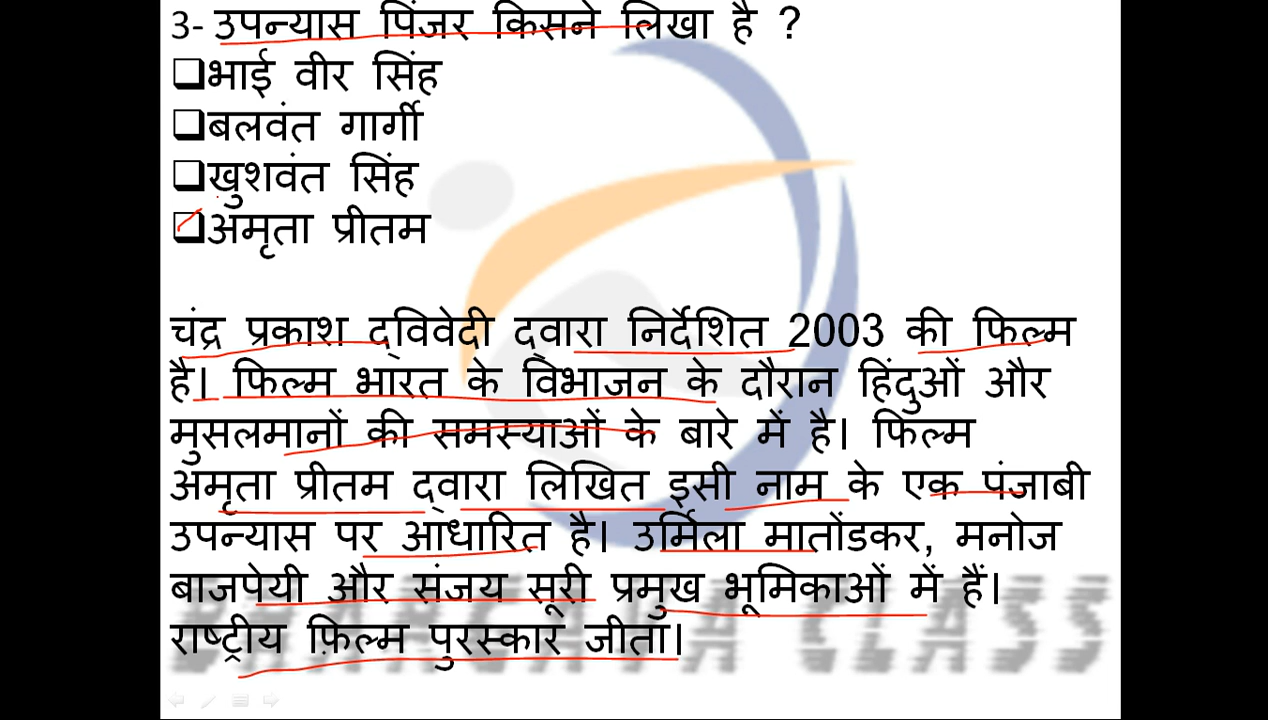 3- उपन्यास पिंजर किसने लिखा है ?
❑भाई वीर सिंह
❑बलवंत गार्गी
❑खुशवंत सिंह
❑अमृता प्रीतम
चंद्र प्रकाश द्विवेदी द्वारा निर्देशित 2003 की फिल्म
है। फिल्म भारत के विभाजन के दौरान हिंदुओं और
मुसलमानों की समस्याओं के बारे में है। फिल्म
अमृता प्रीतम द्वारा लिखित इसी नाम के एक पंजाबी
उपन्यास पर आधारित है। उर्मिला मातोंडकर, मनोज
बाजपेयी और संजय सूरी प्रमुख भूमिकाओं में हैं।
राष्ट्रीय फ़िल्म पुरस्कार जीता।